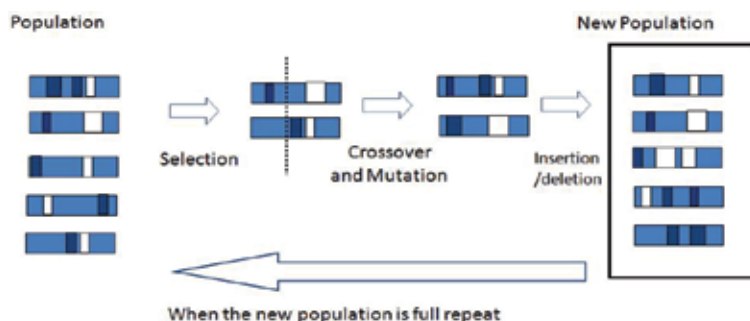 Population
New Population
Selection
Crossover
and Mutation
Insertion
/deletion
When the new population is full repeat